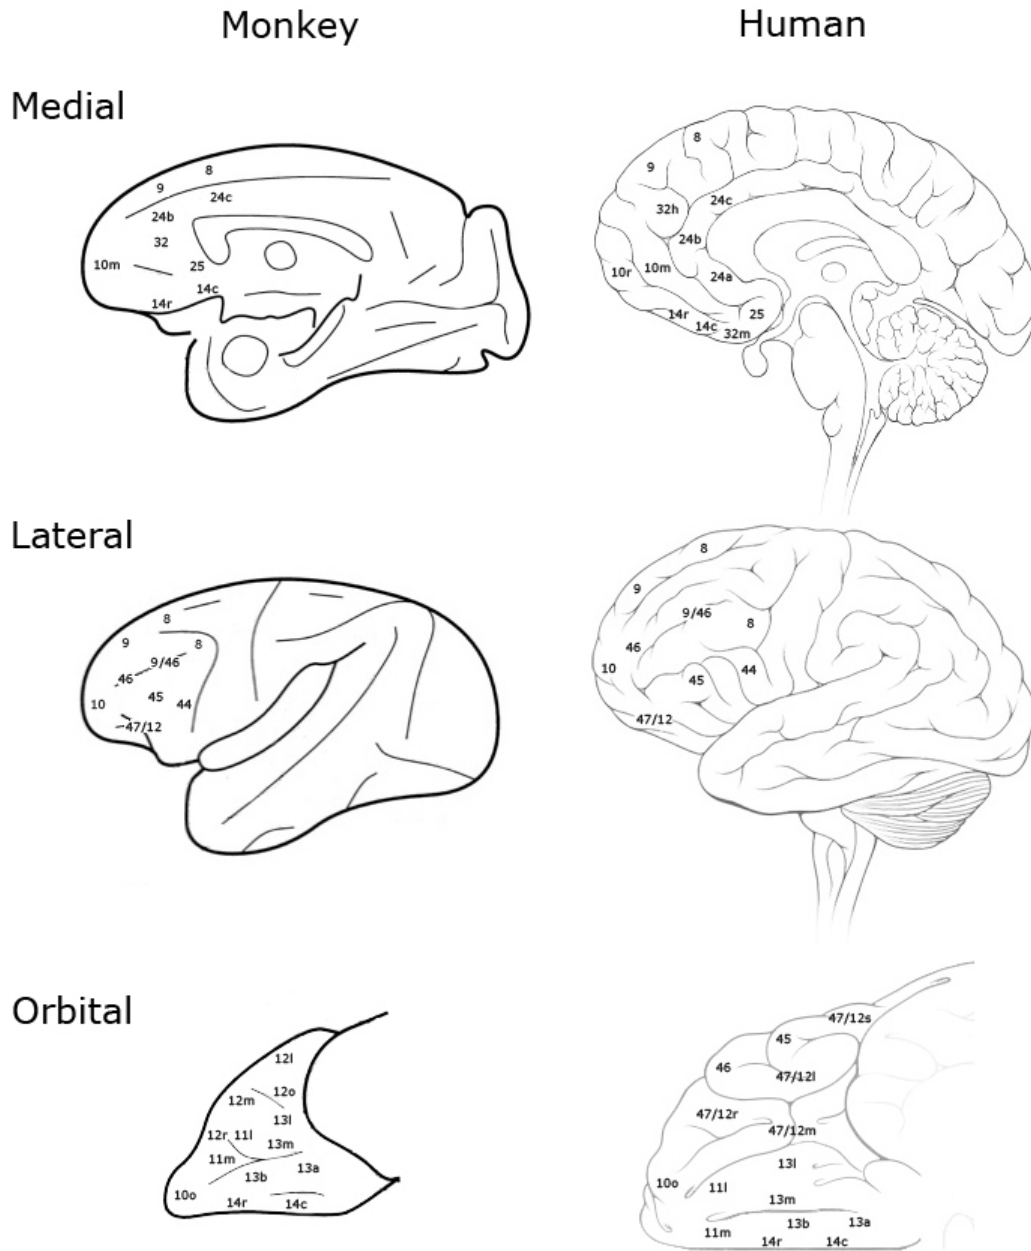 Monkey
Human
Medial
8
9
24c
24b
32
10m
25
14c
14r
8
9
24c
32h
24b
10r
10m
24a
14r
25
14c
32m
Lateral
8
9
8
9/46
46
45
10
44
47/12
8
9
9/46
8
46
10
44
45
47/12
Orbital
12l
12o
12m
13l
12r
11l
13m
11m
13a
13b
10o
14r
14c
47/12s
45
46
47/12l
47/12r
47/12m
13l
10o
11l
13m
13b
13a
11m
14r
14c